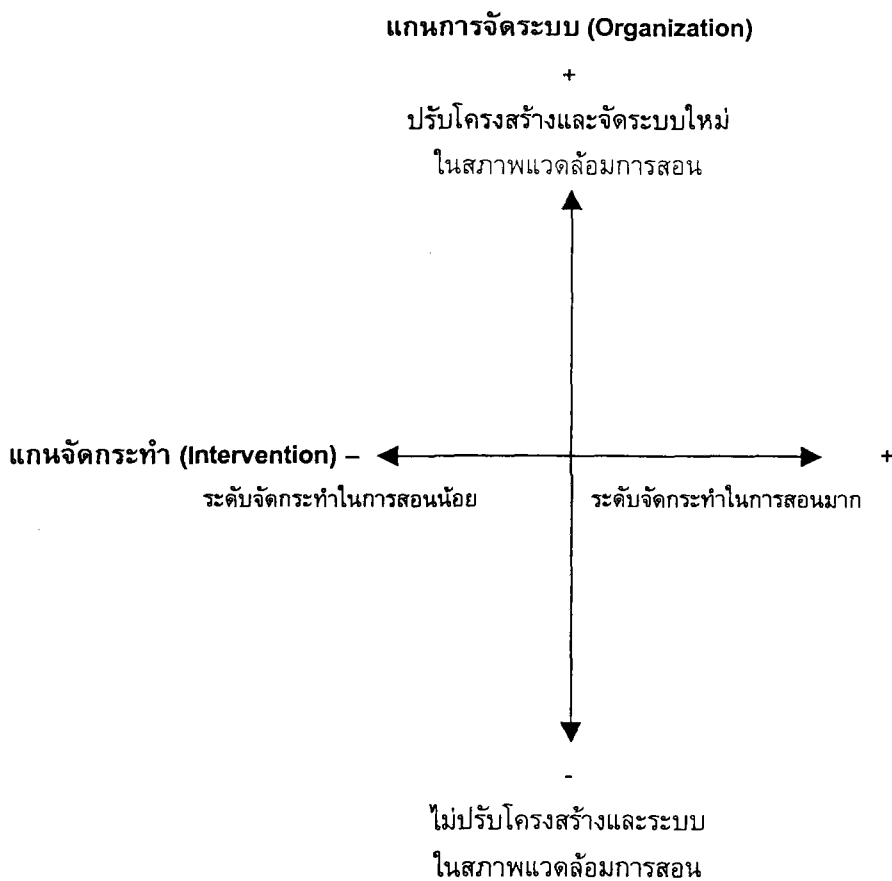 แกนการจัดระบบ (Organization)
+
ปรับโครงสร้างและจัดระบบใหม่
ในสภาพแวดล้อมการสอน
แกนจัดกระทำ (Intervention) – +
ระดับจัดกระทำในการสอนน้อย ระดับจัดกระทำในการสอนมาก
-
ไม่ปรับโครงสร้างและระบบ
ในสภาพแวดล้อมการสอน